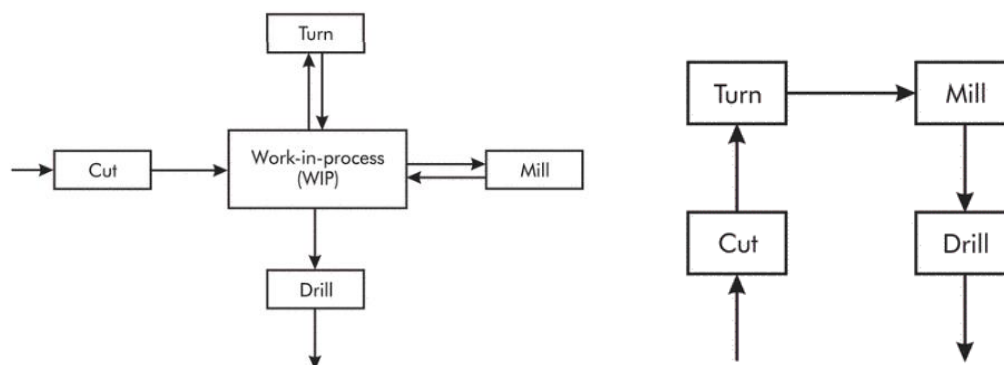 Turn
Cut
Work-in-process
(WIP)
Mill
Drill
Turn
Mill
Cut
Drill